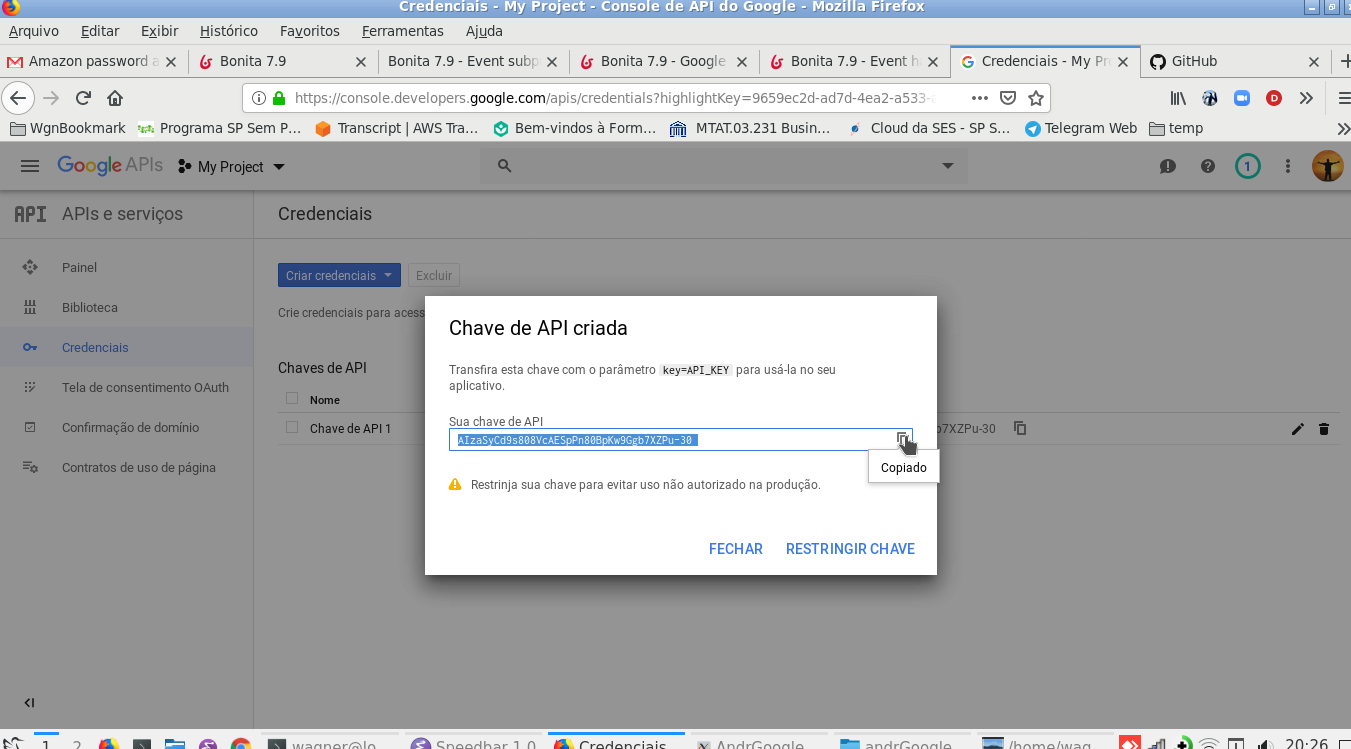 Credenciais - My Project - Console de API do Google - Mozilla Firefox
Arquivo Editar Exibir Histórico Favoritos Ferramentas Ajuda
Amazon password a Bonita 7.9 Bonita 7.9 - Event subp Bonita 7.9 - Google Bonita 7.9 - Event h Credenciais - My Pr GitHub
https://console.developers.google.com/apis/credentials?highlightKey=9659ec2d-ad7d-4ea2-a533-
WgnBookmark Programa SP Sem P… Transcript | AWS Tra… Bem-vindos à Form… MTAT.03.231 Busin… Cloud da SES - SP S… Telegram Web temp
Google APIs My Project 1
API APIs e serviços Credenciais
Painel
Criar credenciais Excluir
Biblioteca
Crie credenciais para acess
Credenciais
Chaves de API
Tela de consentimento OAuth
Nome
Confirmação de domínio
Chave de API 1 b7XZPu-30
Contratos de uso de página
Chave de API criada
Transfira esta chave com o parâmetro key=API_KEY para usá-la no seu
aplicativo.
Sua chave de API
AIzaSyCd9s808VcAESpPn80BpKw9Ggb7XZPu-30
Copiado
Restrinja sua chave para evitar uso não autorizado na produção.
FECHAR RESTRINGIR CHAVE
1 2 wagner@lo Speedbar 1.0 Credenciais AndrGoogle andrGoogle /home/wag 20:26